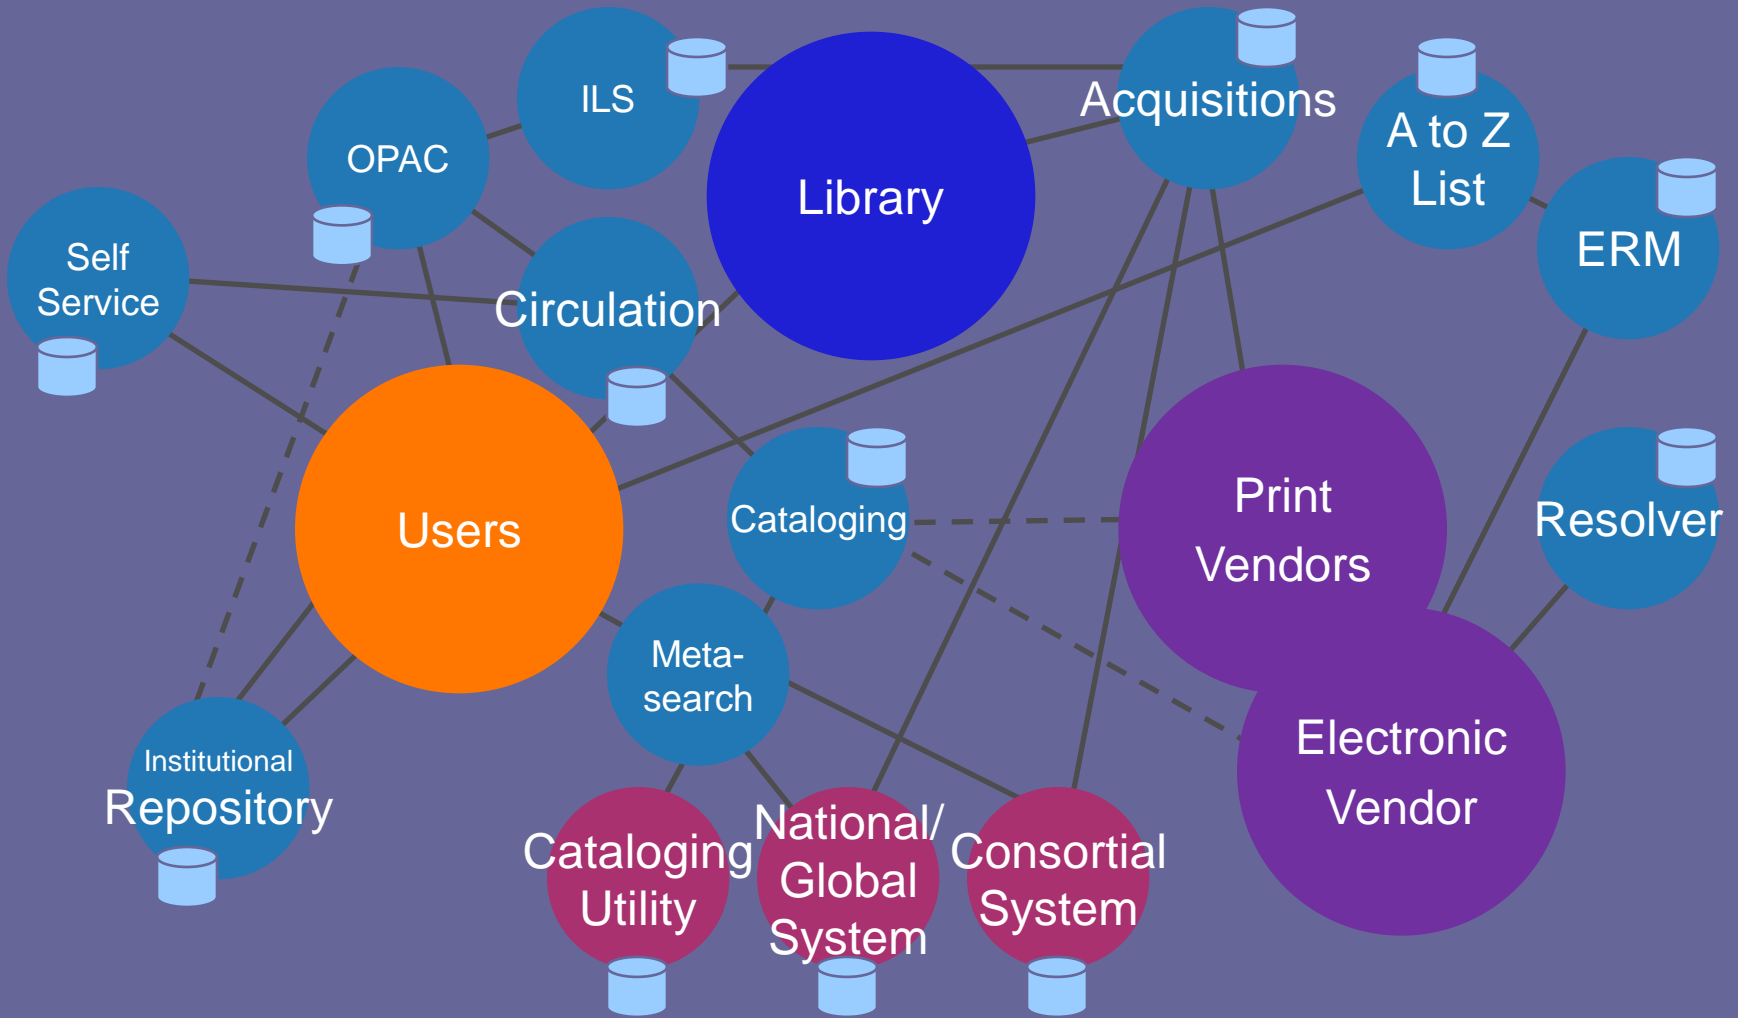 ILS
Acquisitions
A to Z
List
OPAC
Library
ERM
Self
Service
Circulation
Users
Cataloging
Print
Vendors
Resolver
Meta-
search
Institutional
Repository
Electronic
Vendor
Cataloging
Utility
National/
Global
System
Consortial
System